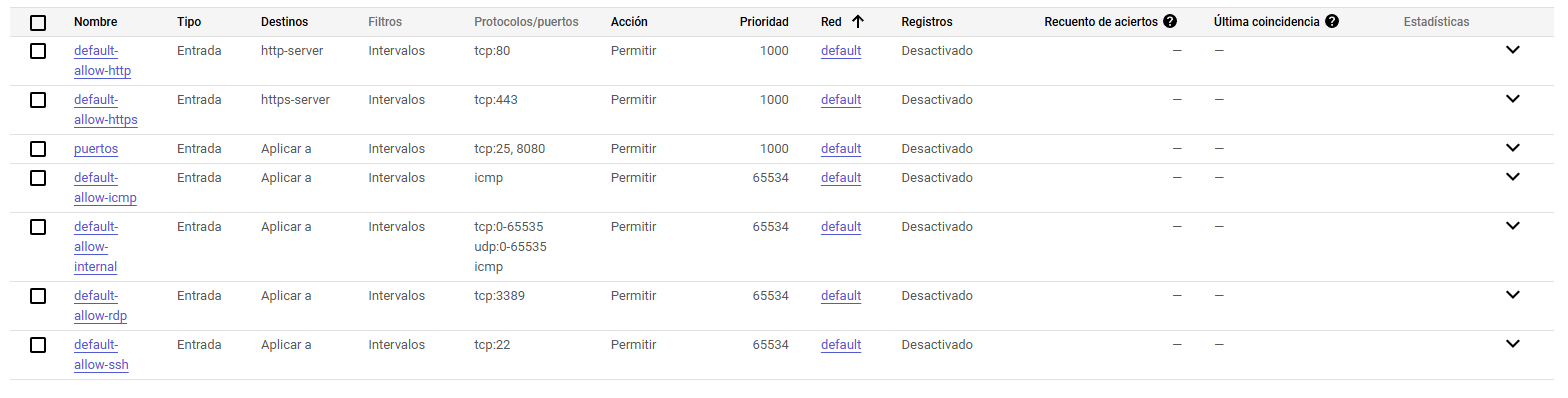 Nombre Tipo Destinos Filtros Protocolos/puertos Acción Prioridad Red Registros Recuento de aciertos Última coincidencia Estadísticas
default- Entrada http-server Intervalos tcp:80 Permitir 1000 default Desactivado — —
allow-http
default- Entrada https-server Intervalos tcp:443 Permitir 1000 default Desactivado — —
allow-https
puertos Entrada Aplicar a Intervalos tcp:25, 8080 Permitir 1000 default Desactivado — —
default- Entrada Aplicar a Intervalos icmp Permitir 65534 default Desactivado — —
allow-icmp
default- Entrada Aplicar a Intervalos tcp:0-65535 Permitir 65534 default Desactivado — —
allow- udp:0-65535
internal icmp
default- Entrada Aplicar a Intervalos tcp:3389 Permitir 65534 default Desactivado — —
allow-rdp
default- Entrada Aplicar a Intervalos tcp:22 Permitir 65534 default Desactivado — —
allow-ssh